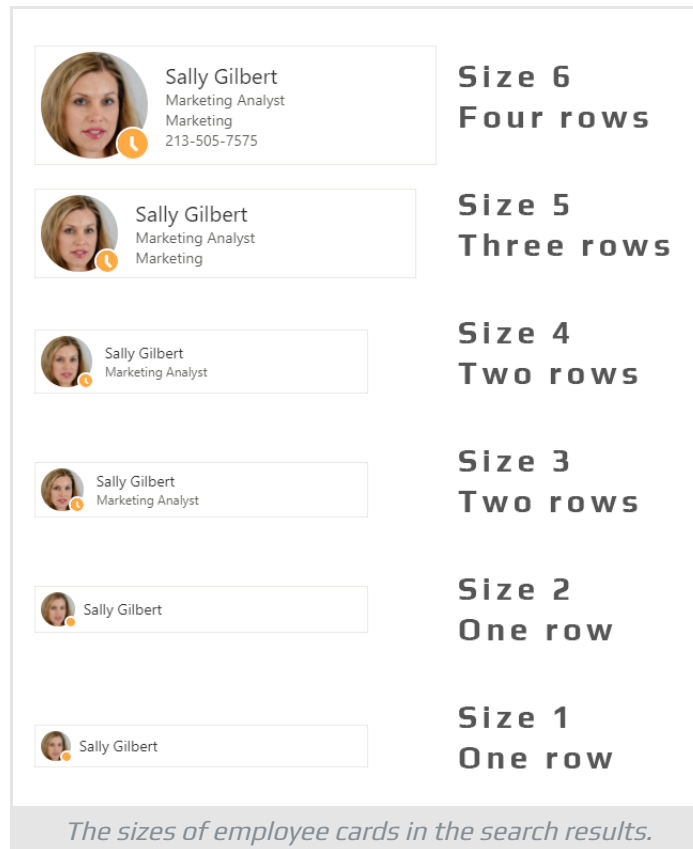 Sally Gilbert
Marketing Analyst
Marketing
213-505-7575
Size 6
Four rows
Sally Gilbert
Marketing Analyst
Marketing
Size 5
Three rows
Sally Gilbert
Marketing Analyst
Size 4
Two rows
Sally Gilbert
Marketing Analyst
Size 3
Two rows
Sally Gilbert
Size 2
One row
Sally Gilbert
Size 1
One row
The sizes of employee cards in the search results.